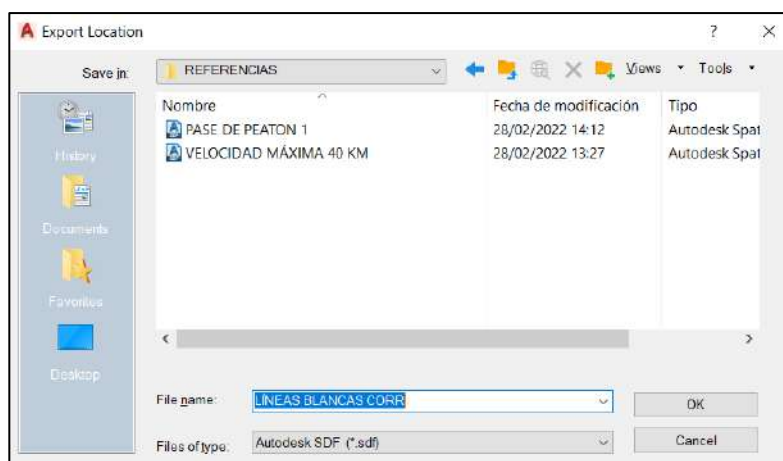 Export Location
Save in:
REFERENCIAS
Views
Tools
History
Documents
Favorites
Desktop
Nombre
Fecha de modificación
Tipo
PASE DE PEATON 1
28/02/2022 14:12
Autodesk Spat
VELOCIDAD MÁXIMA 40 KM
28/02/2022 13:27
Autodesk Spat
File name:
LÍNEAS BLANCAS CORR
OK
Files of type:
Autodesk SDF (*.sdf)
Cancel